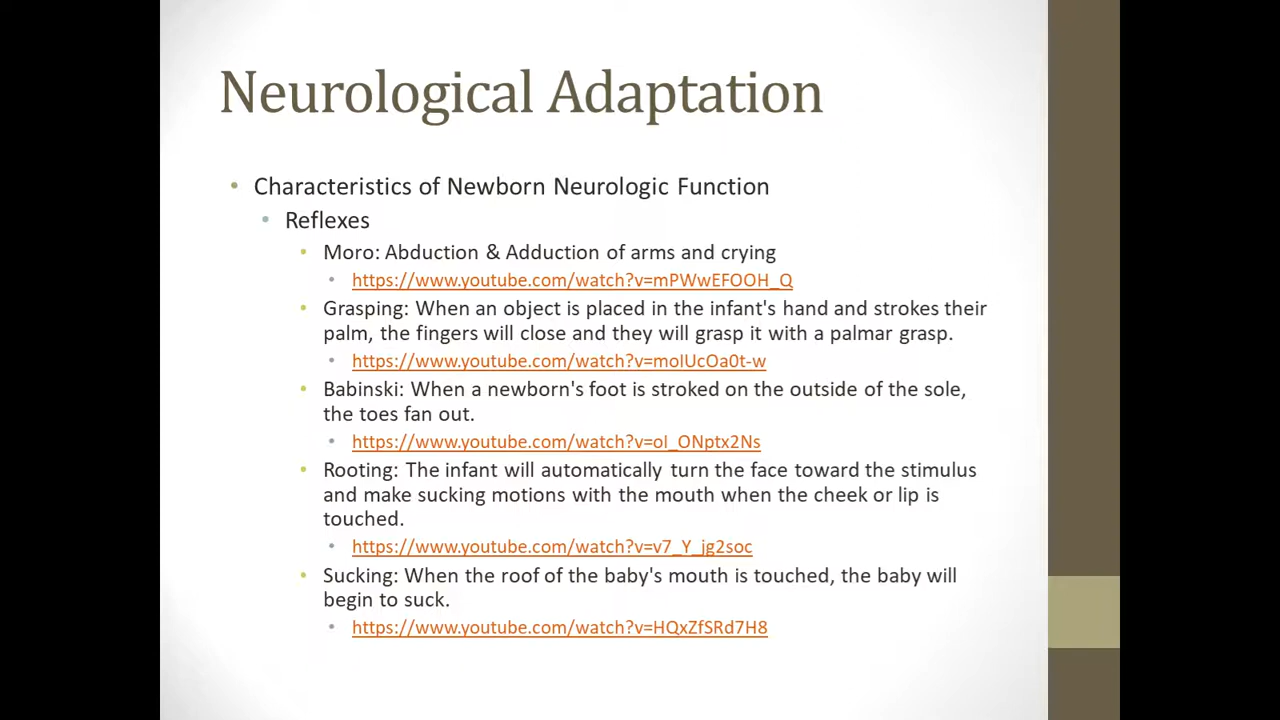 Neurological Adaptation
• Characteristics of Newborn Neurologic Function
• Reflexes
• Moro: Abduction & Adduction of arms and crying
• https://www.youtube.com/watch?v=mPWwEFOOH_Q
• Grasping: When an object is placed in the infant's hand and strokes their
palm, the fingers will close and they will grasp it with a palmar grasp.
• https://www.youtube.com/watch?v=moIUcOa0t-w
• Babinski: When a newborn's foot is stroked on the outside of the sole,
the toes fan out.
• https://www.youtube.com/watch?v=oI_ONptx2Ns
• Rooting: The infant will automatically turn the face toward the stimulus
and make sucking motions with the mouth when the cheek or lip is
touched.
• https://www.youtube.com/watch?v=v7_Y_jg2soc
• Sucking: When the roof of the baby's mouth is touched, the baby will
begin to suck.
• https://www.youtube.com/watch?v=HQxZfSRd7H8